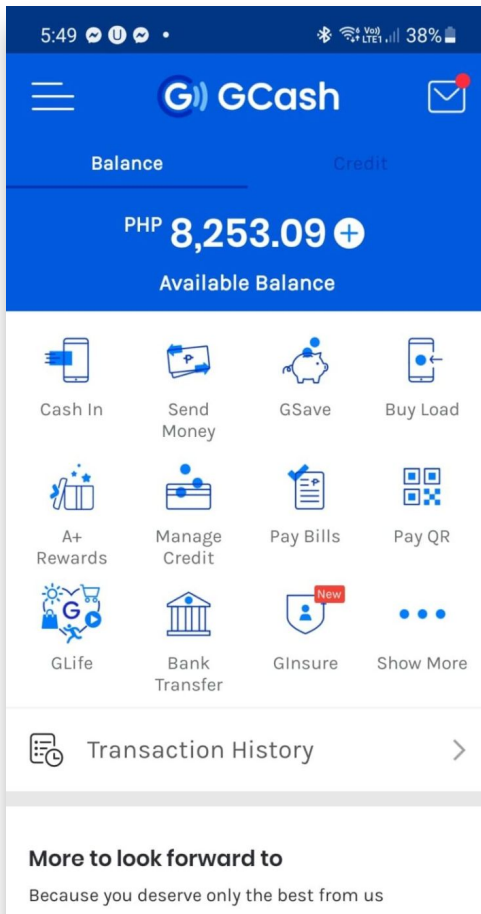 5:49 Vo)) LTE1 38%
G)) GCash
Balance Credit
PHP 8,253.09
Available Balance
Cash In Send Money GSave Buy Load
A+ Rewards Manage Credit Pay Bills Pay QR
New
G
GLife Bank Transfer GInsure Show More
Transaction History
More to look forward to
Because you deserve only the best from us